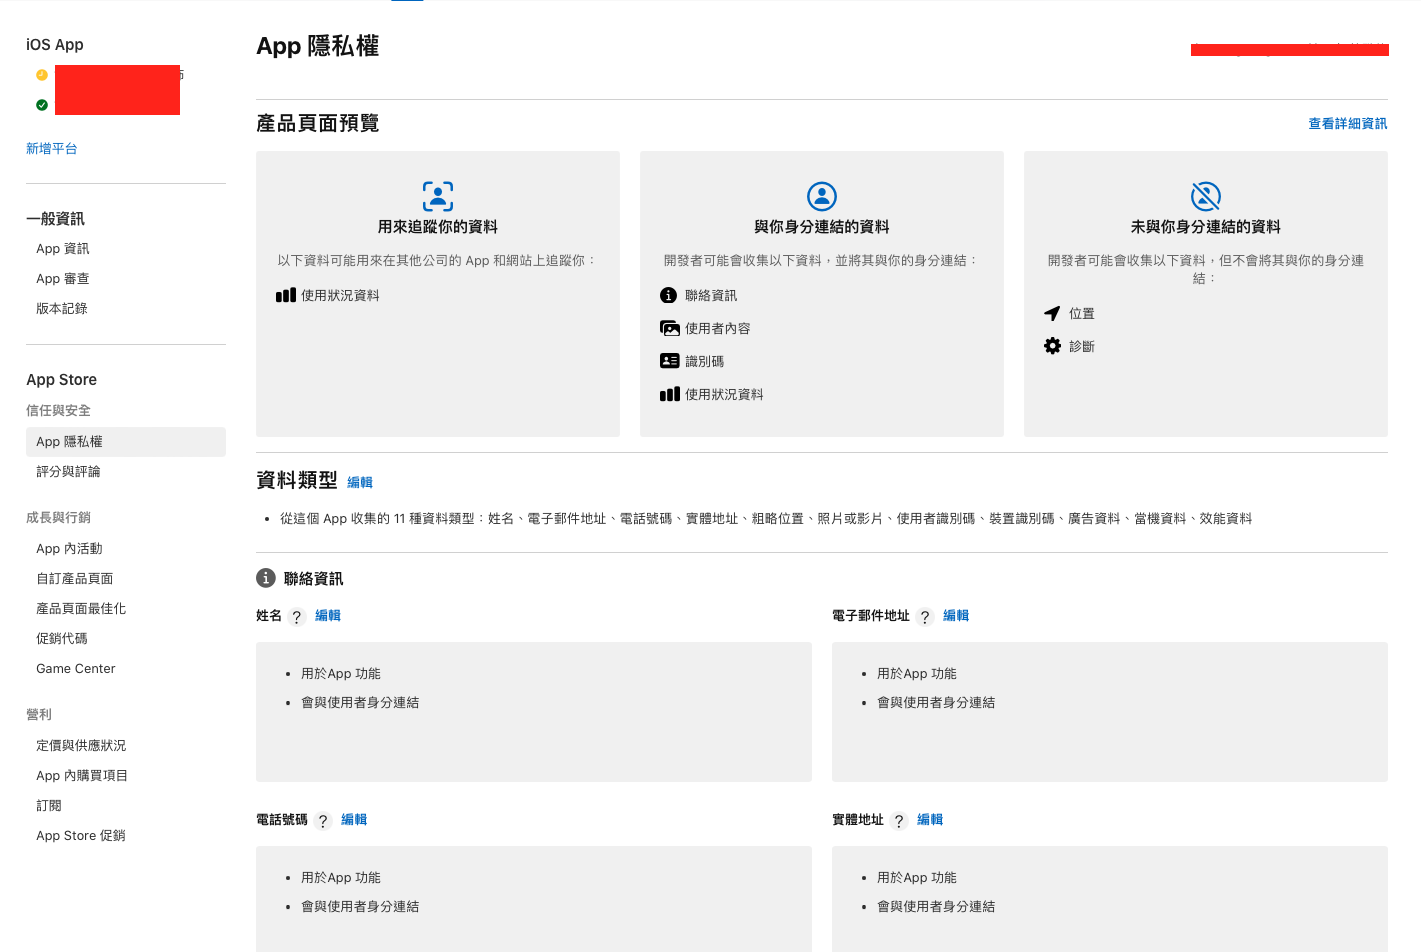 iOS App
新增平台
一般資訊
App 資訊
App 審查
版本記錄
App Store
信任與安全
App 隱私權
評分與評論
成長與行銷
App 內活動
自訂產品頁面
產品頁面最佳化
促銷代碼
Game Center
營利
定價與供應狀況
App 內購買項目
訂閱
App Store 促銷
App 隱私權
產品頁面預覽
查看詳細資訊
用來追蹤你的資料
以下資料可能用來在其他公司的 App 和網站上追蹤你：
使用狀況資料
與你身分連結的資料
開發者可能會收集以下資料，並將其與你的身分連結：
聯絡資訊
使用者內容
識別碼
使用狀況資料
未與你身分連結的資料
開發者可能會收集以下資料，但不會將其與你的身分連
結：
位置
診斷
資料類型 編輯
• 從這個 App 收集的 11 種資料類型：姓名、電子郵件地址、電話號碼、實體地址、粗略位置、照片或影片、使用者識別碼、裝置識別碼、廣告資料、當機資料、效能資料
聯絡資訊
姓名 ? 編輯
• 用於App 功能
• 會與使用者身分連結
電子郵件地址 ? 編輯
• 用於App 功能
• 會與使用者身分連結
電話號碼 ? 編輯
• 用於App 功能
• 會與使用者身分連結
實體地址 ? 編輯
• 用於App 功能
• 會與使用者身分連結